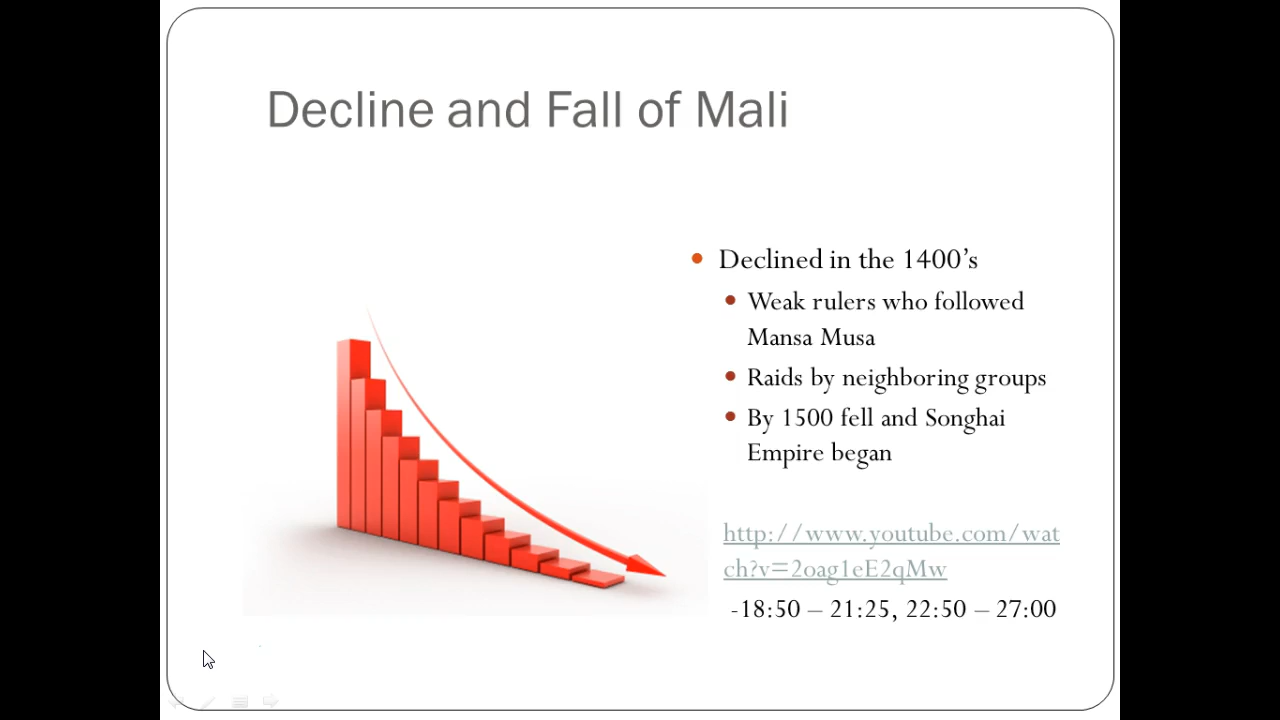 Decline and Fall of Mali
Declined in the 1400’s
Weak rulers who followed
Mansa Musa
Raids by neighboring groups
By 1500 fell and Songhai
Empire began
http://www.youtube.com/wat
ch?v=2oag1eE2qMw
-18:50 – 21:25, 22:50 – 27:00